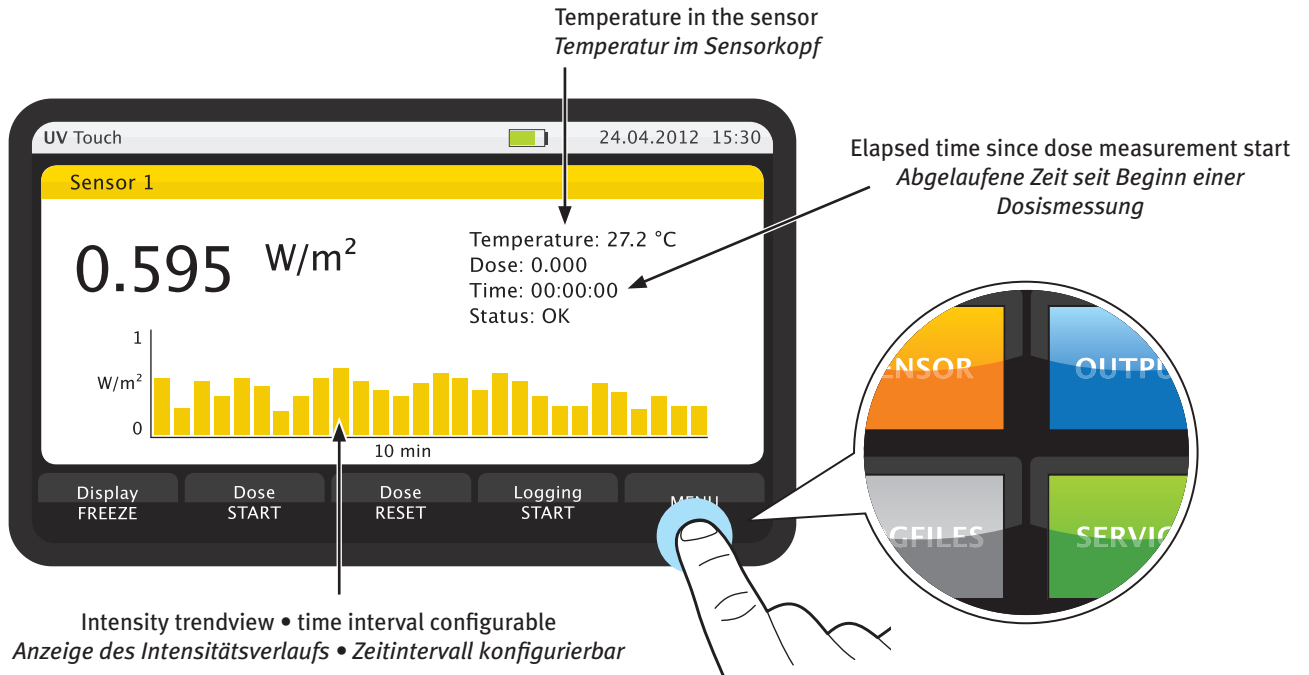 Temperature in the sensor
Temperatur im Sensorkopf
UV Touch
24.04.2012 15:30
Sensor 1
Elapsed time since dose measurement start
Abgelaufene Zeit seit Beginn einer
Dosismessung
0.595 W/m²
Temperature: 27.2 °C
Dose: 0.000
Time: 00:00:00
Status: OK
1
W/m²
0
10 min
ENSOR
OUTPU
GFILES
SERVIC
Display
FREEZE
Dose
START
Dose
RESET
Logging
START
MENU
Intensity trendview • time interval configurable
Anzeige des Intensitätsverlaufs • Zeitintervall konfigurierbar